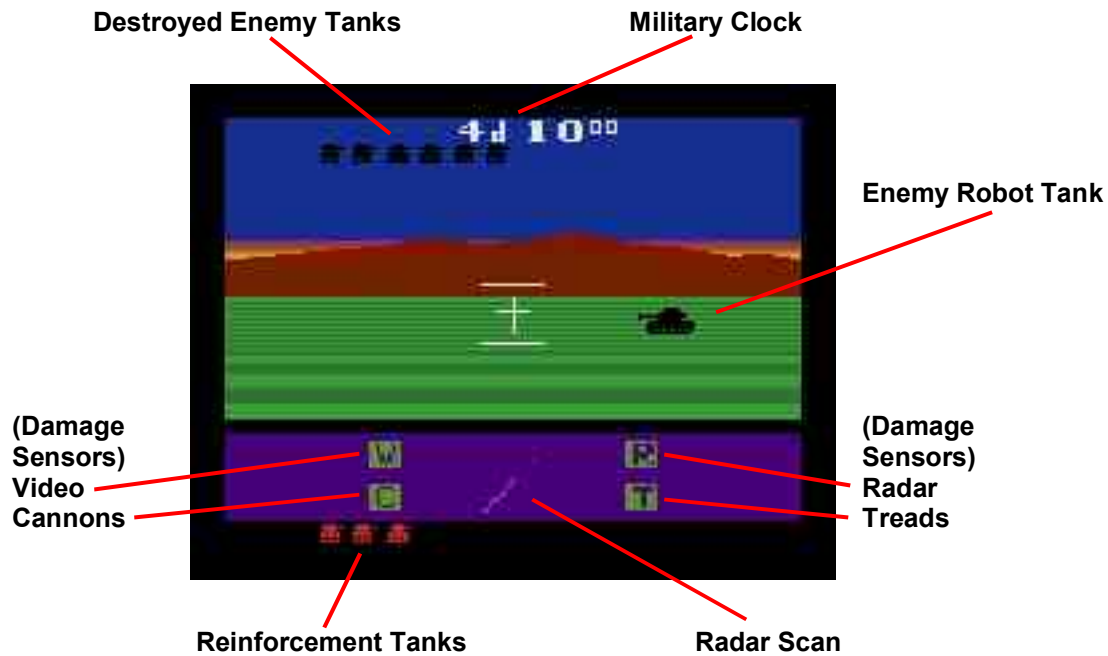 Destroyed Enemy Tanks
Military Clock
4d 10 00
Enemy Robot Tank
(Damage
Sensors)
Video
Cannons
V
C
R
T
(Damage
Sensors)
Radar
Treads
Reinforcement Tanks
Radar Scan